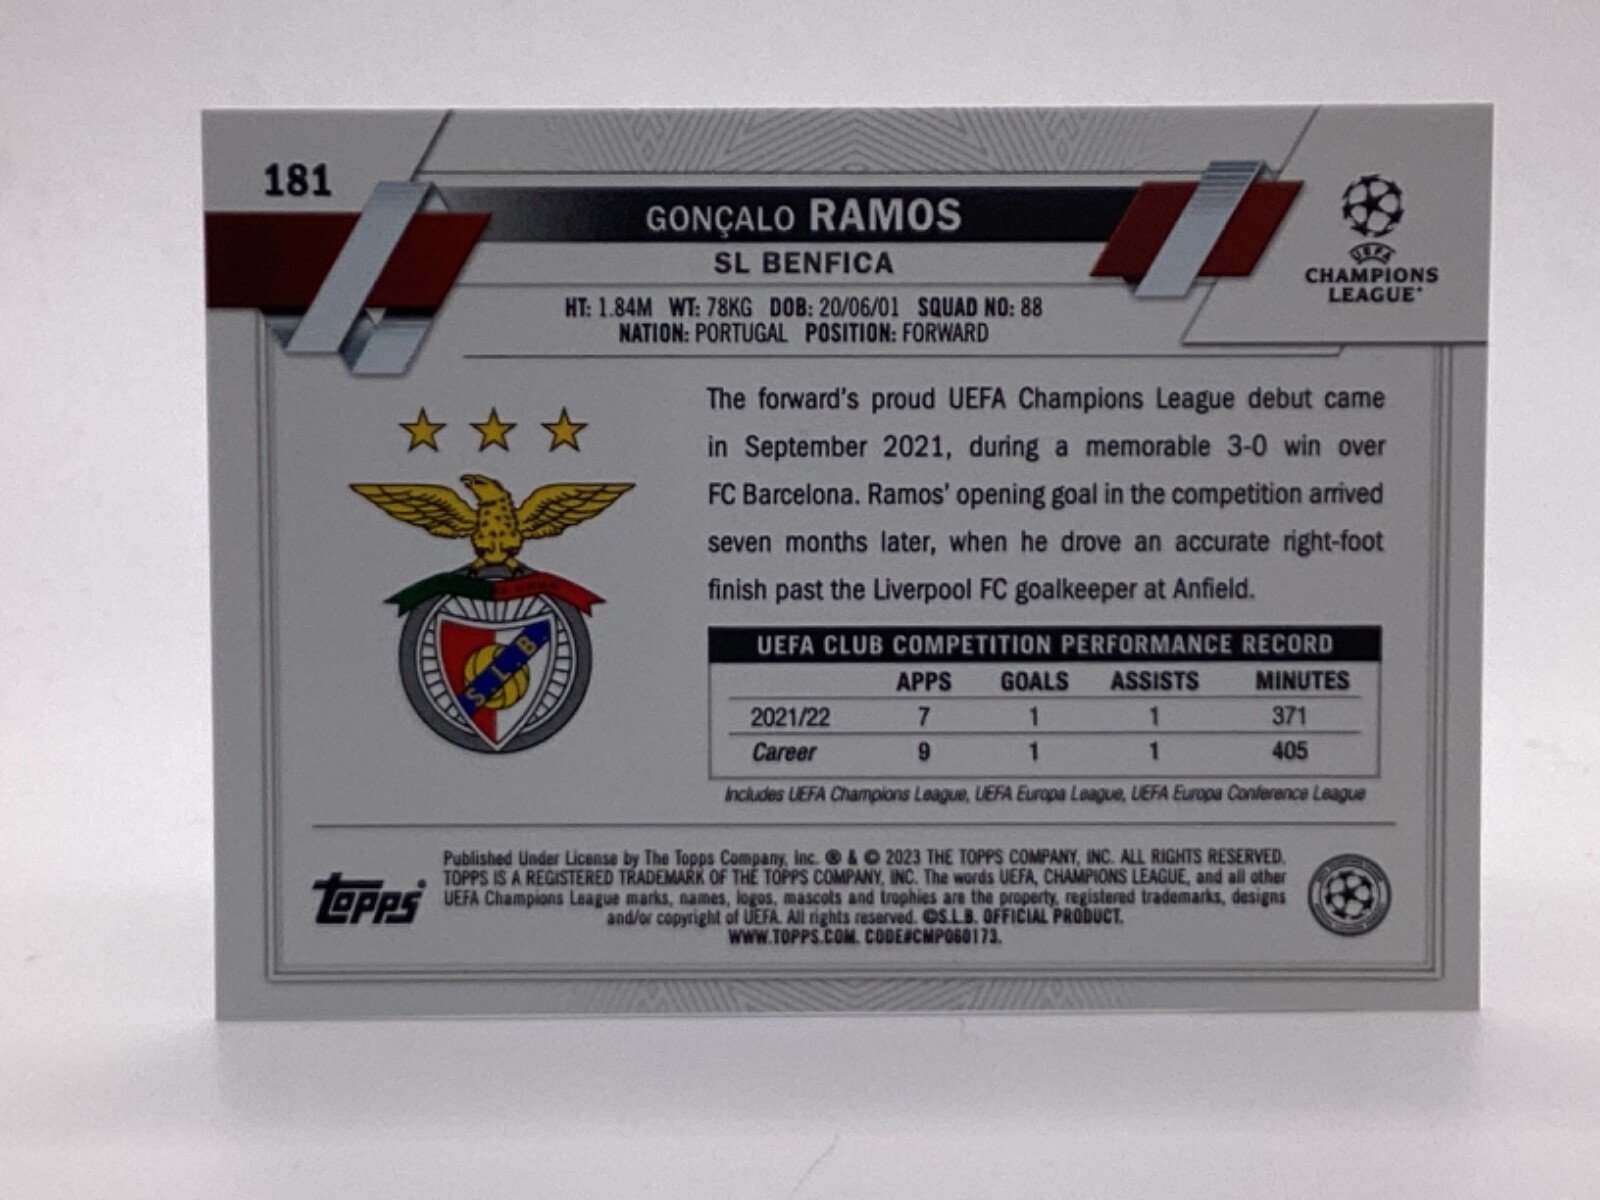 181
GONÇALO RAMOS
SL BENFICA
HT: 1.84M WT: 78KG DOB: 20/06/01 SQUAD NO: 88
NATION: PORTUGAL POSITION: FORWARD
UEFA
CHAMPIONS
LEAGUE
The forward's proud UEFA Champions League debut came
in September 2021, during a memorable 3-0 win over
FC Barcelona. Ramos' opening goal in the competition arrived
seven months later, when he drove an accurate right-foot
finish past the Liverpool FC goalkeeper at Anfield.
S.L.B.
UEFA CLUB COMPETITION PERFORMANCE RECORD
APPS GOALS ASSISTS MINUTES
2021/22 7 1 1 371
Career 9 1 1 405
Includes UEFA Champions League, UEFA Europa League, UEFA Europa Conference League
Topps
Published Under License by The Topps Company, Inc. ® & © 2023 THE TOPPS COMPANY, INC. ALL RIGHTS RESERVED.
TOPPS IS A REGISTERED TRADEMARK OF THE TOPPS COMPANY, INC. The words UEFA, CHAMPIONS LEAGUE, and all other
UEFA Champions League marks, names, logos, mascots and trophies are the property, registered trademarks, designs
and/or copyright of UEFA. All rights reserved. ©S.L.B. OFFICIAL PRODUCT.
WWW.TOPPS.COM. CODE#CMP060173.